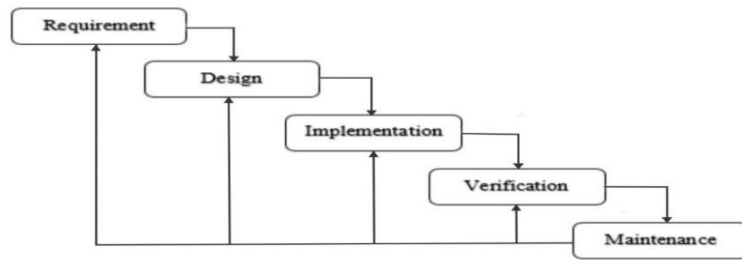 Requirement
Design
Implementation
Verification
Maintenance